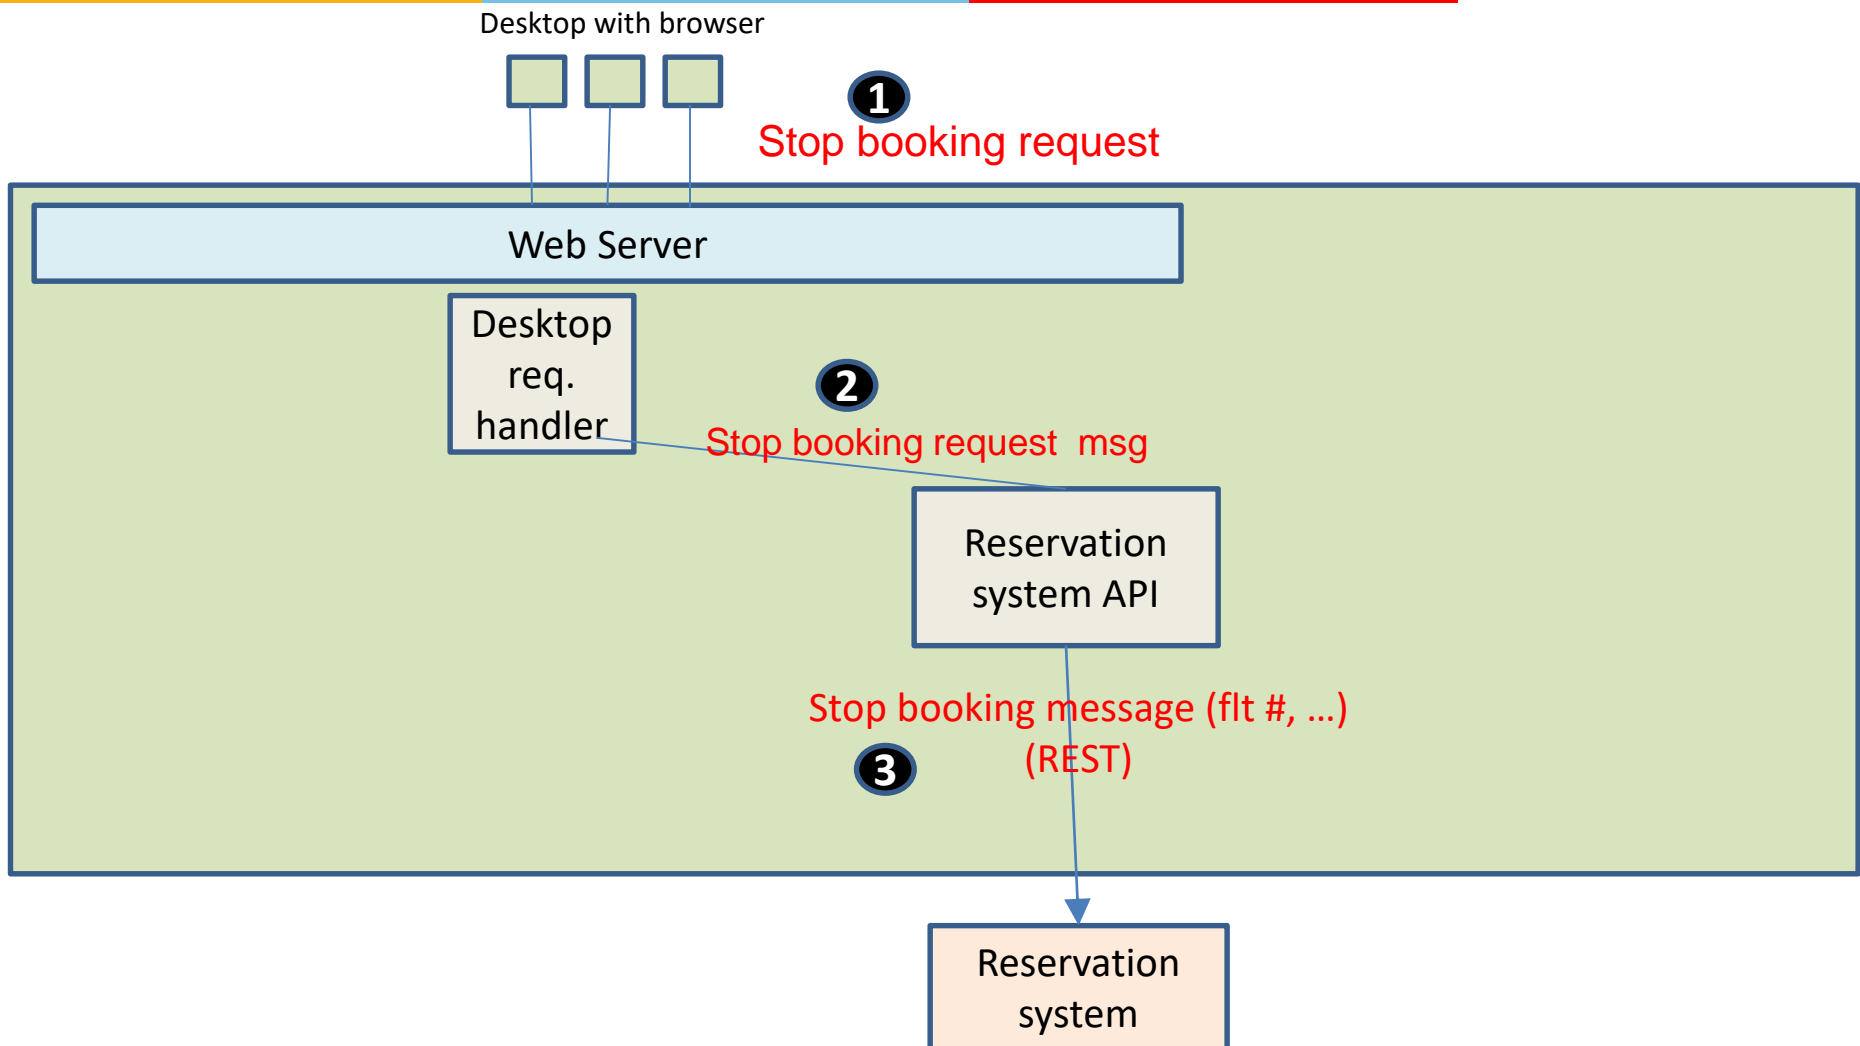 Desktop with browser
1
Stop booking request
Web Server
Desktop
req.
handler
2
Stop booking request  msg
Reservation
system API
Stop booking message (flt #, …)
(REST)
3
Reservation
system